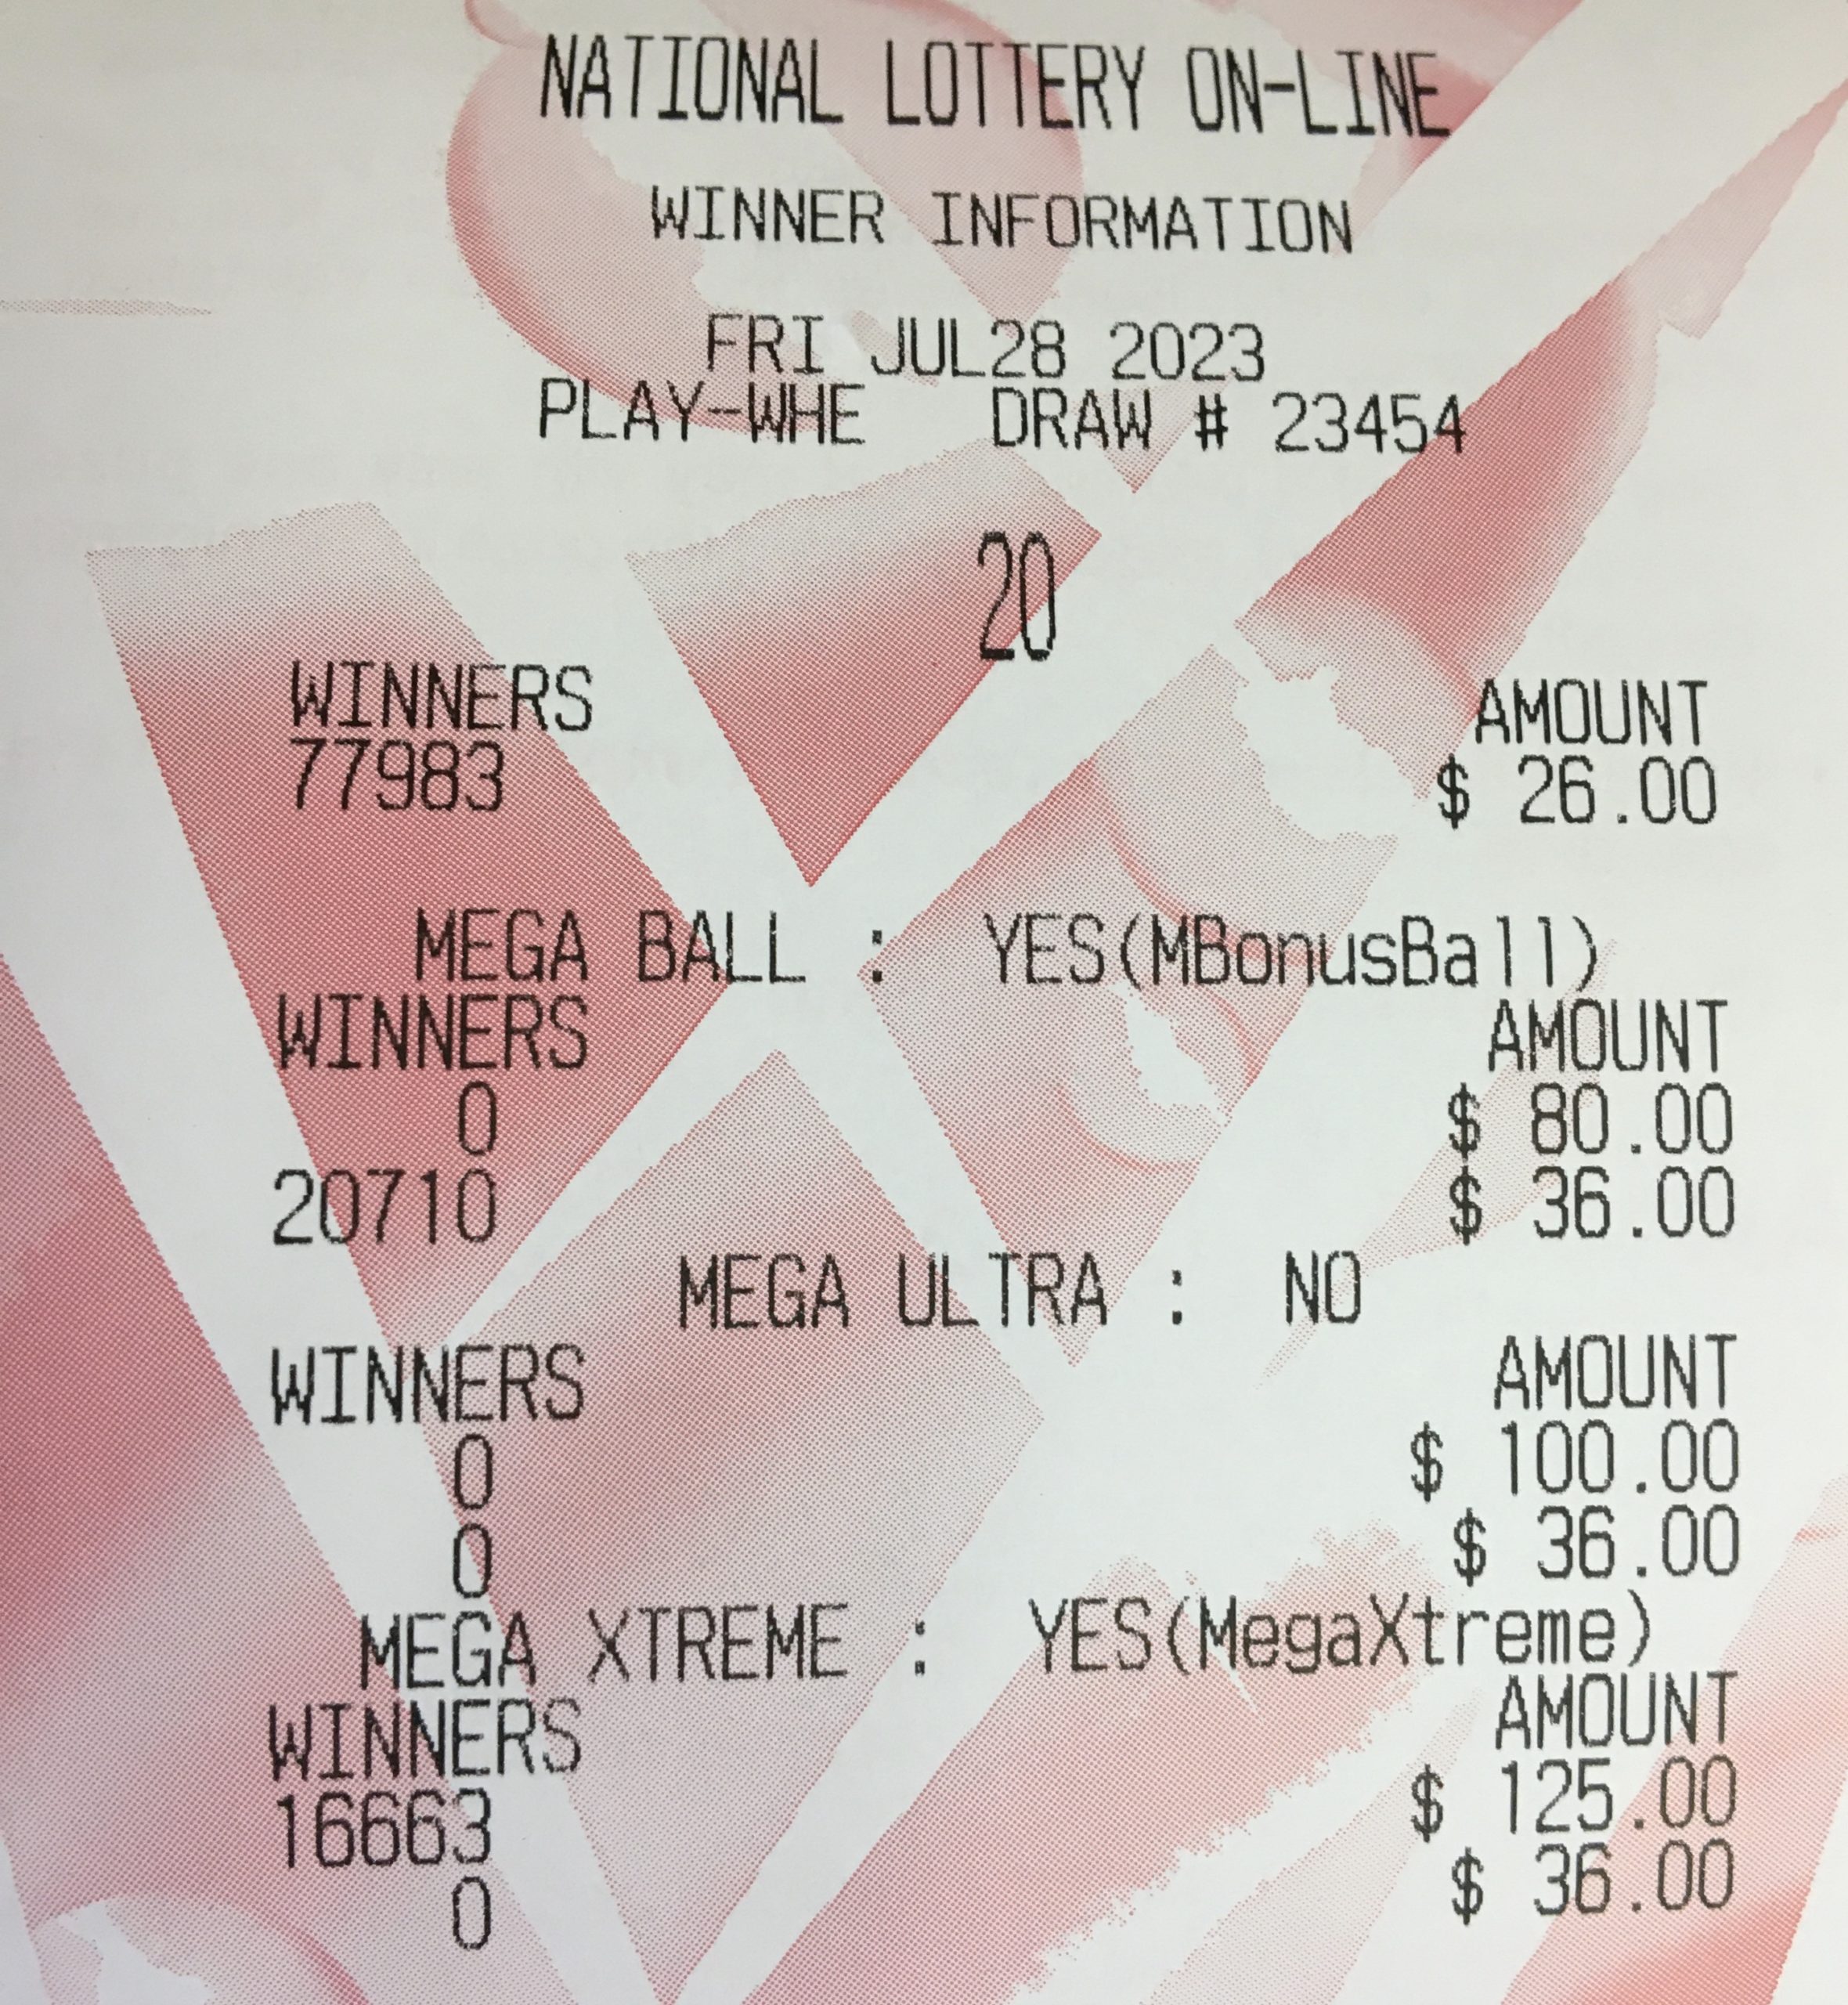 NATIONAL LOTTERY ON-LINE
WINNER INFORMATION
FRI JUL28 2023
PLAY-WHE DRAW # 23454
20
WINNERS AMOUNT
77983 $ 26.00
MEGA BALL : YES(MBonusBall)
WINNERS AMOUNT
0 $ 80.00
20710 $ 36.00
MEGA ULTRA : NO
WINNERS AMOUNT
0 $ 100.00
0 $ 36.00
MEGA XTREME : YES(MegaXtreme)
WINNERS AMOUNT
16663 $ 125.00
0 $ 36.00